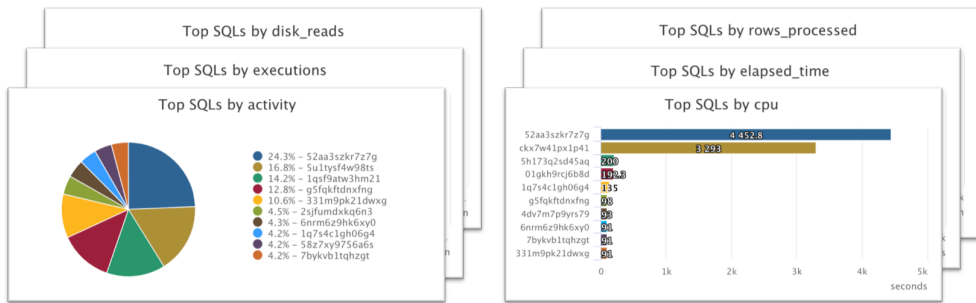 Top SQLs by disk_reads
Top SQLs by executions
Top SQLs by activity
24.3% - 52aa3szkr7z7g
16.8% - 5u1tysf4w98ts
14.2% - 1qsf9atw3hm21
12.8% - g5fqkftdnxfng
10.6% - 331m9pk21dwxg
4.5% - 2sjfumdxkq6n3
4.3% - 6nrm6z9hk6xy0
4.2% - 1q7s4c1gh06g4
4.2% - 58z7xy9756a6s
4.2% - 7bykvb1tqhzgt
Top SQLs by rows_processed
Top SQLs by elapsed_time
Top SQLs by cpu
52aa3szkr7z7g 4 452.8
ckx7w41px1p41 3 293
5h173q2sd45aq 200
01gkh9rcj6b8d 192.3
1q7s4c1gh06g4 135
g5fqkftdnxfng 98
4dv7m7p9yrs79 93
6nrm6z9hk6xy0 91
7bykvb1tqhzgt 91
331m9pk21dwxg 91
0 1k 2k 3k 4k 5k
seconds